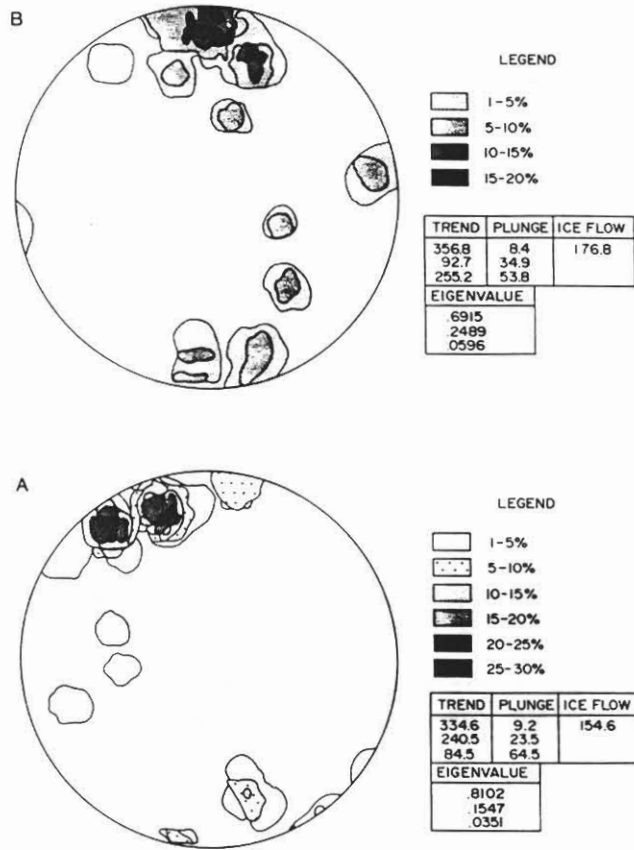 B
LEGEND
1-5%
5-10%
10-15%
15-20%
TREND PLUNGE ICE FLOW
356.8 8.4 176.8
92.7 34.9
255.2 53.8
EIGENVALUE
.6915
.2489
.0596
A
LEGEND
1-5%
5-10%
10-15%
15-20%
20-25%
25-30%
TREND PLUNGE ICE FLOW
334.6 9.2 154.6
240.5 23.5
84.5 64.5
EIGENVALUE
.8102
.1547
.0351